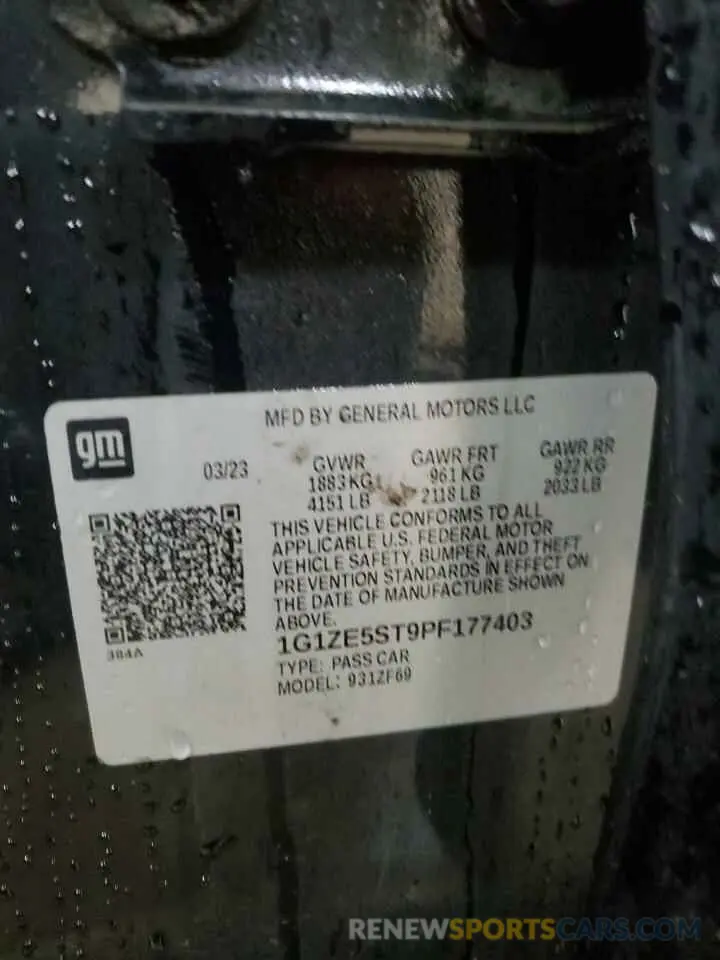 MFD BY GENERAL MOTORS LLC
gm
03/23
GVWR
1883 KG
4151 LB
GAWR FRT
961 KG
2118 LB
GAWR RR
922 KG
2033 LB
THIS VEHICLE CONFORMS TO ALL
APPLICABLE U.S. FEDERAL MOTOR
VEHICLE SAFETY, BUMPER, AND THEFT
PREVENTION STANDARDS IN EFFECT ON
THE DATE OF MANUFACTURE SHOWN
ABOVE.
1G1ZE5ST9PF177403
384A
TYPE: PASS CAR
MODEL: 931ZF69
RENEWSPORTSCARS.COM